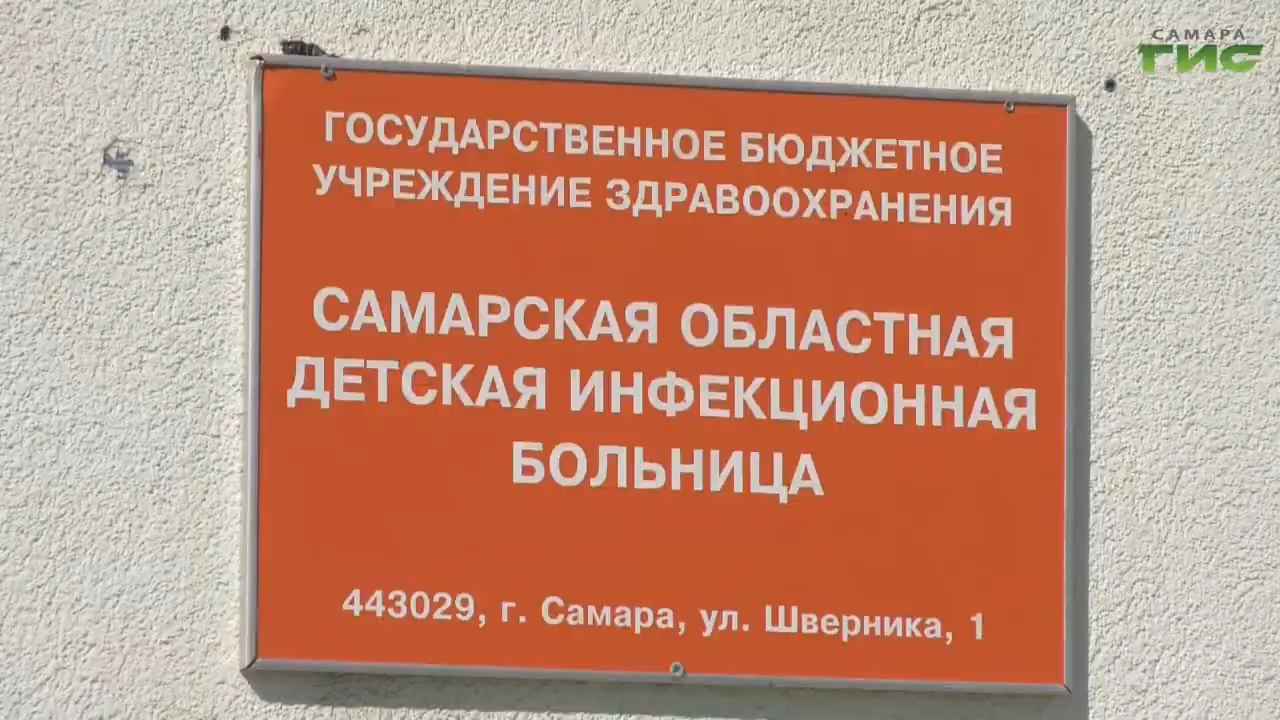 САМАРА
ГИС
ГОСУДАРСТВЕННОЕ БЮДЖЕТНОЕ
УЧРЕЖДЕНИЕ ЗДРАВООХРАНЕНИЯ
САМАРСКАЯ ОБЛАСТНАЯ
ДЕТСКАЯ ИНФЕКЦИОННАЯ
БОЛЬНИЦА
443029, г. Самара, ул. Шверника, 1